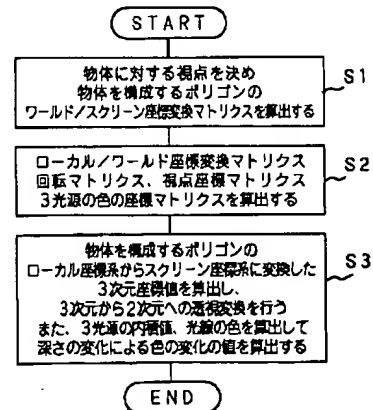 START
S1
物体に対する視点を決め
物体を構成するポリゴンの
ワールド/スクリーン座標変換マトリクスを算出する
S2
ローカル/ワールド座標変換マトリクス
回転マトリクス、視点座標マトリクス
3光源の色の座標マトリクスを算出する
S3
物体を構成するポリゴンの
ローカル座標系からスクリーン座標系に変換した
3次元座標値を算出し、
3次元から2次元への透視変換を行う
また、3光源の内積値、光線の色を算出して
深さの変化による色の変化の値を算出する
END